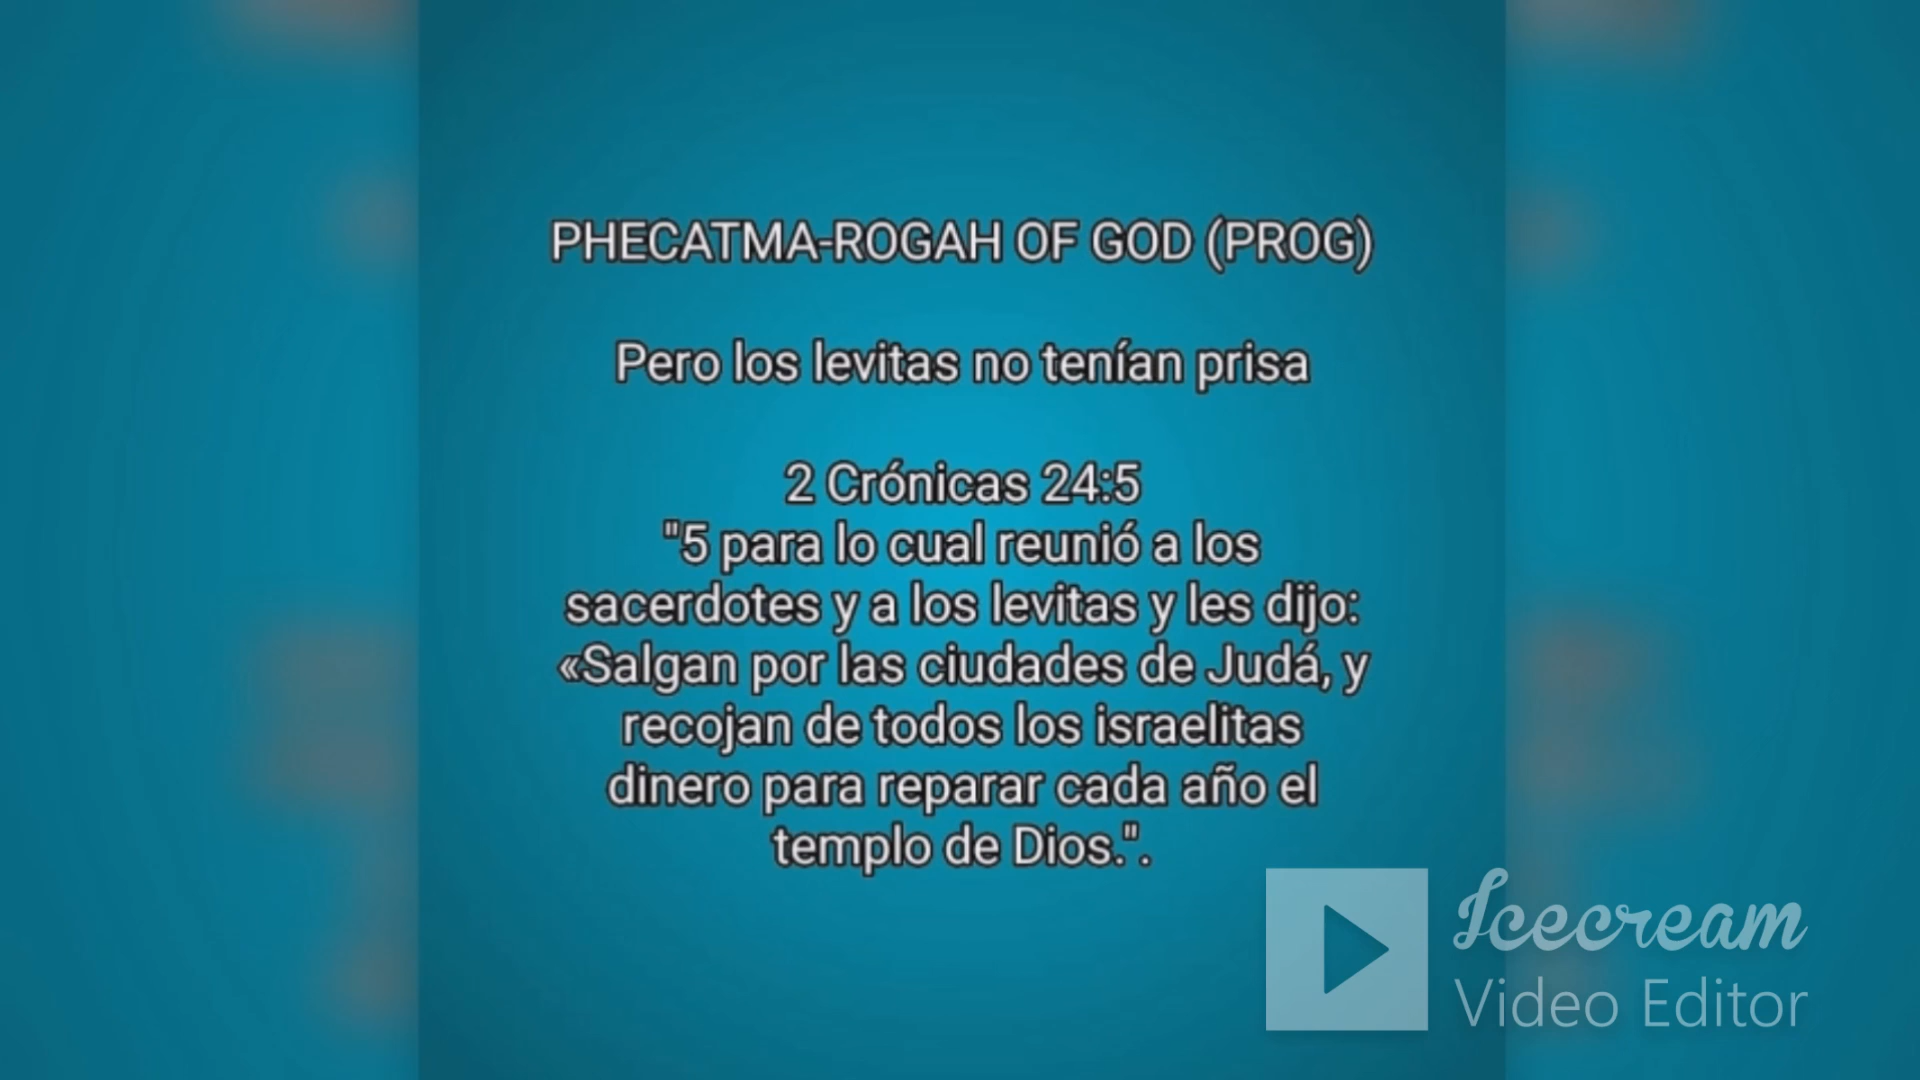 PHECATMA-ROGAH OF GOD (PROG)
Pero los levitas no tenían prisa
2 Crónicas 24:5
"5 para lo cual reunió a los
sacerdotes y a los levitas y les dijo:
«Salgan por las ciudades de Judá, y
recojan de todos los israelitas
dinero para reparar cada año el
templo de Dios.".
Icecream
Video Editor